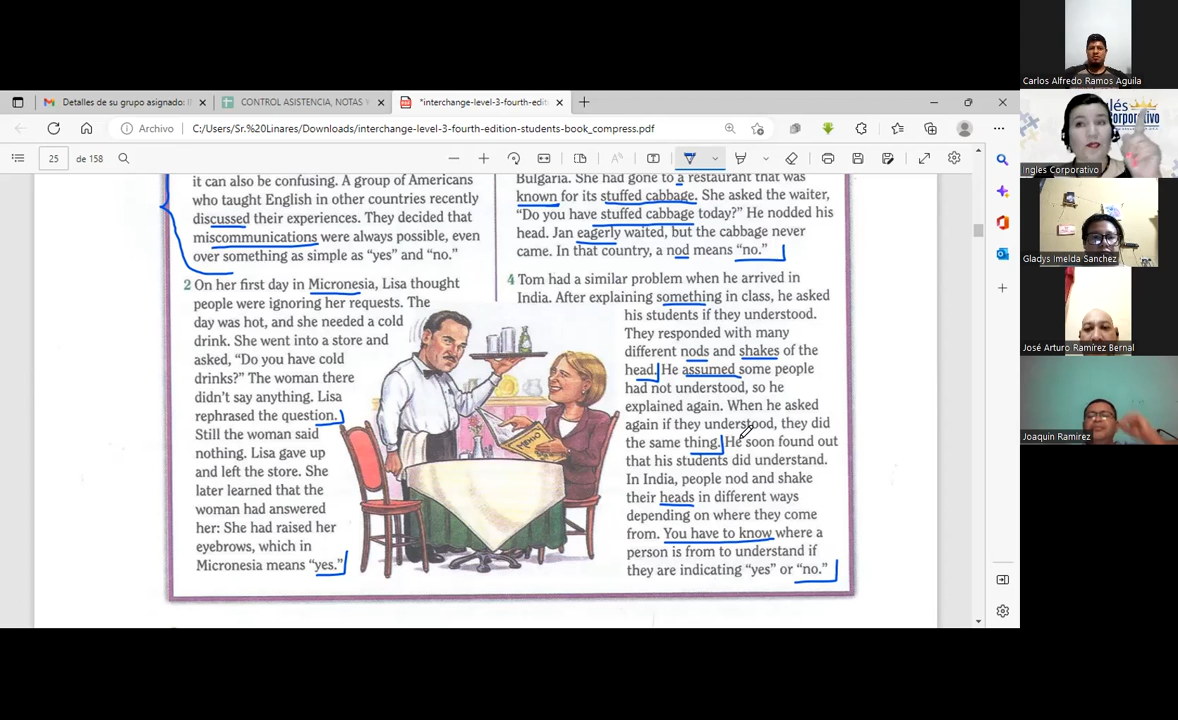 Detalles de su grupo asignado: I
CONTROL ASISTENCIA, NOTAS Y
*interchange-level-3-fourth-edit
Archivo
C:/Users/Sr.%20Linares/Downloads/interchange-level-3-fourth-edition-students-book_compress.pdf
25
de 158
it can also be confusing. A group of Americans
who taught English in other countries recently
discussed their experiences. They decided that
miscommunications were always possible, even
over something as simple as “yes” and “no.”
2 On her first day in Micronesia, Lisa thought
people were ignoring her requests. The
day was hot, and she needed a cold
drink. She went into a store and
asked, “Do you have cold
drinks?” The woman there
didn’t say anything. Lisa
rephrased the question.
Still the woman said
nothing. Lisa gave up
and left the store. She
later learned that the
woman had answered
her: She had raised her
eyebrows, which in
Micronesia means “yes.”
Bulgaria. She had gone to a restaurant that was
known for its stuffed cabbage. She asked the waiter,
“Do you have stuffed cabbage today?” He nodded his
head. Jan eagerly waited, but the cabbage never
came. In that country, a nod means “no.”
4 Tom had a similar problem when he arrived in
India. After explaining something in class, he asked
his students if they understood.
They responded with many
different nods and shakes of the
head. He assumed some people
had not understood, so he
explained again. When he asked
again if they understood, they did
the same thing. He soon found out
that his students did understand.
In India, people nod and shake
their heads in different ways
depending on where they come
from. You have to know where a
person is from to understand if
they are indicating “yes” or “no.”
MENU
Carlos Alfredo Ramos Aguila
lés
Corporativo
Ingles Corporativo
Gladys Imelda Sanchez
José Arturo Ramírez Bernal
Joaquin Ramirez